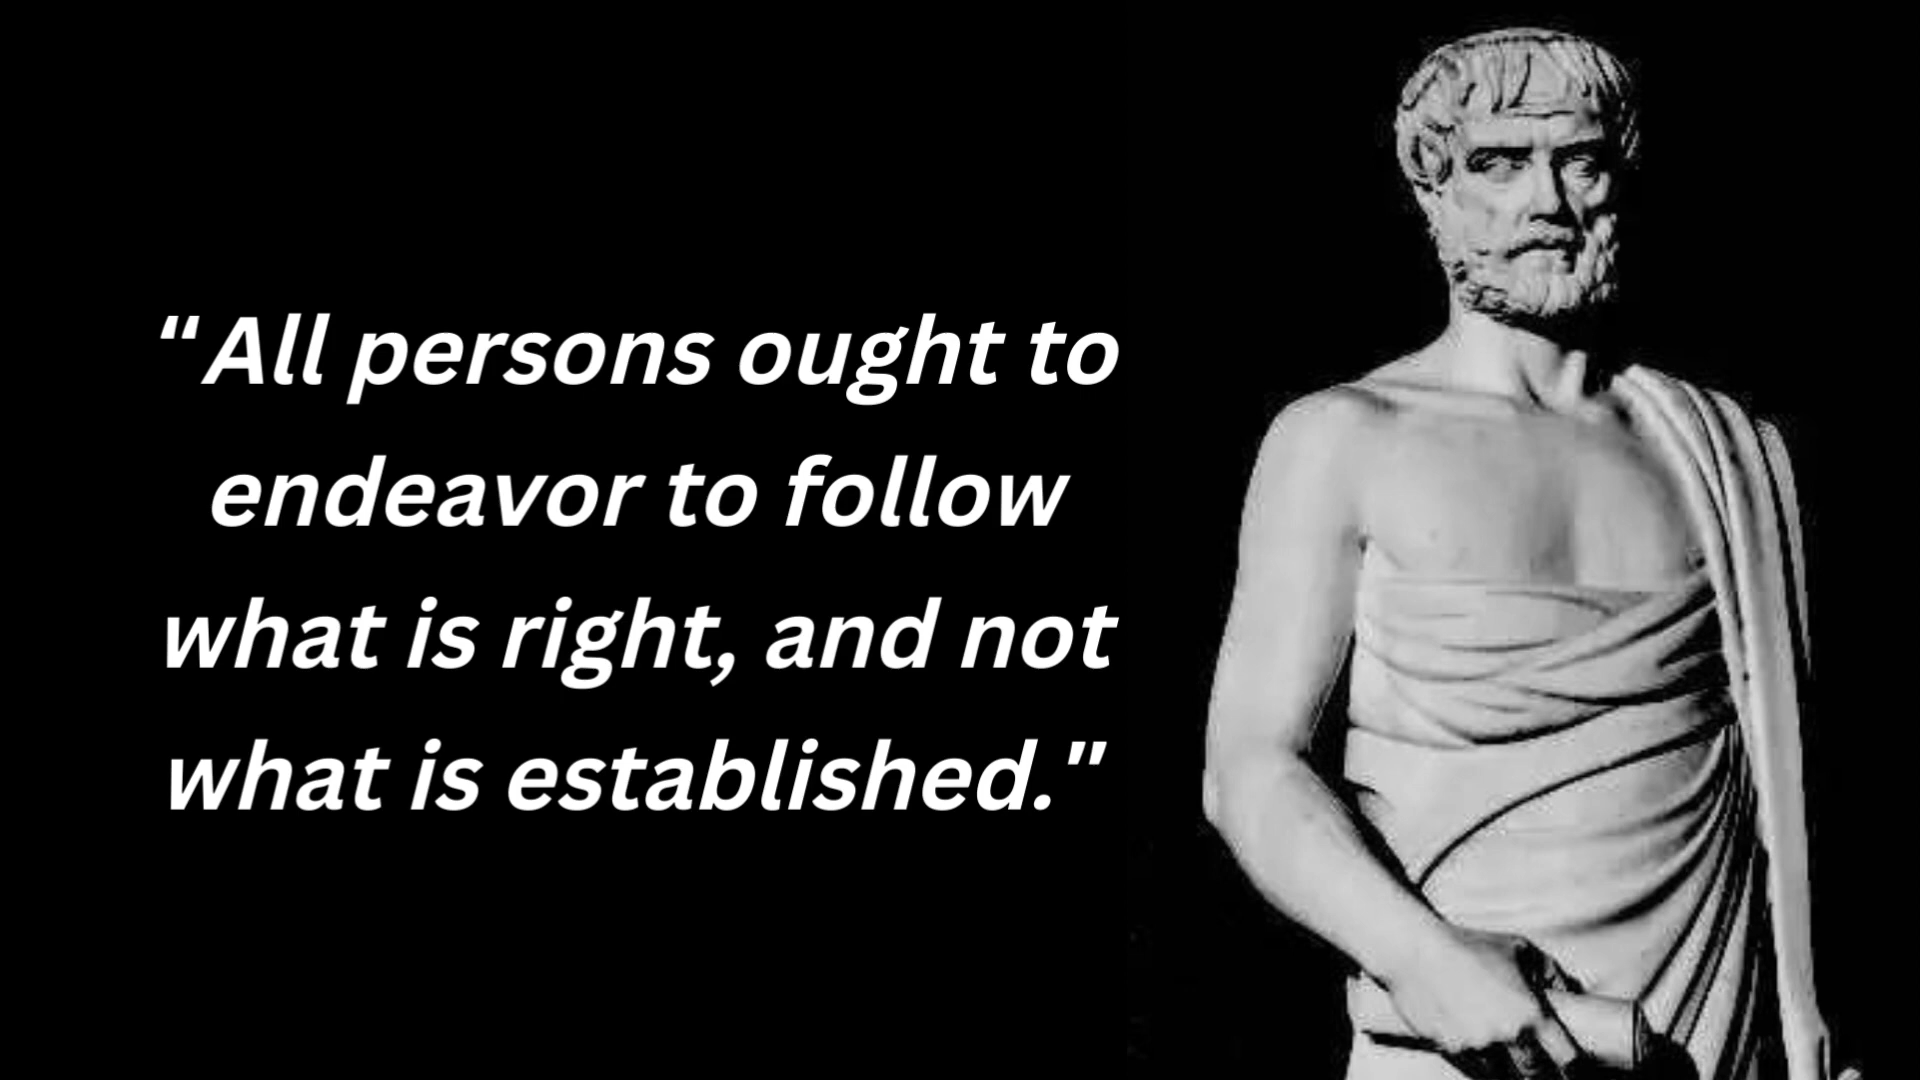 “All persons ought to
endeavor to follow
what is right, and not
what is established."